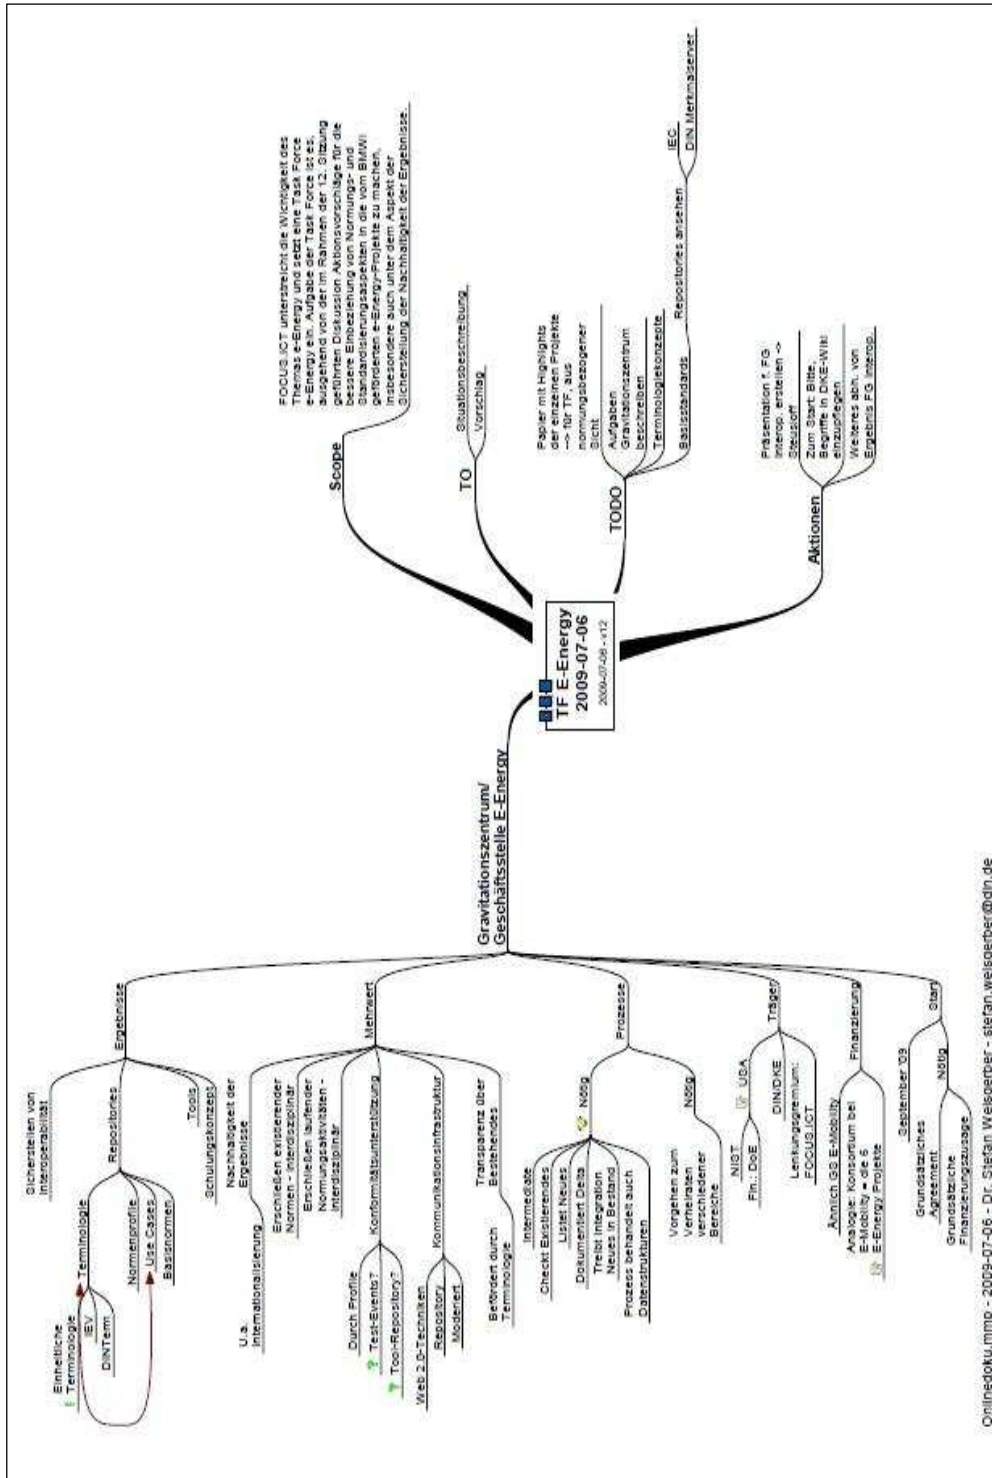 TF E-Energy
2009-07-06
2009-07-06 - v12
Scope
FOCUS.ICT unterstreicht die Wichtigkeit des
Themas e-Energy und setzt eine Task Force
e-Energy ein. Aufgabe der Task Force ist es,
ausgehend von der im Rahmen der 12. Sitzung
geführten Diskussion Aktionsvorschläge für die
bessere Einbeziehung von Normungs- und
Standardisierungsaspekten in die vom BMWi
geförderten e-Energy-Projekte zu machen,
insbesondere auch unter dem Aspekt der
Sicherstellung der Nachhaltigkeit der Ergebnisse.
TO
Situationsbeschreibung
Vorschlag
TODO
Papier mit Highlights
der einzelnen Projekte
--> für TF, aus
normungsbezogener
Sicht
Aufgaben
Gravitationszentrum
beschreiben
Terminologiekonzepte
Basisstandards
Repositories ansehen
IEC
DIN Merkmalserver
Aktionen
Präsentation f. FG
Interop. erstellen ->
Steusloff
Zum Start: Bitte,
Begriffe in DKE-Wiki
einzupflegen
Weiteres abh. von
Ergebnis FG Interop.
Gravitationszentrum/
Geschäftsstelle E-Energy
Ergebnisse
Sicherstellen von
Interoperabilität
Repositories
Terminologie
Einheitliche
Terminologie
IEV
DINTerm
Normenprofile
Use Cases
Basisnormen
Tools
Schulungskonzept
Mehrwert
Nachhaltigkeit der
Ergebnisse
U.a.
Internationalisierung
Erschließen existierender
Normen - interdisziplinär
Erschließen laufender
Normungsaktivitäten -
interdisziplinär
Konformitätsunterstützung
Durch Profile
Test-Events?
Tool-Repository?
Kommunikationsinfrastruktur
Web 2.0-Techniken
Repository
Moderiert
Transparenz über
Bestehendes
Befördert durch
Terminologie
Prozesse
Nötig
Intermediate
Checkt Existierendes
Listet Neues
Dokumentiert Delta
Treibt Integration
Neues in Bestand
Prozess behandelt auch
Datenstrukturen
Nötig
Vorgehen zum
Verheiraten
verschiedener
Bereiche
Träger
USA
NIST
Fin.: DoE
DIN/DKE
Lenkungsgremium:
FOCUS.ICT
Finanzierung
Ähnlich GS E-Mobility
Analogie: Konsortium bei
E-Mobility = die 6
E-Energy Projekte
Start
September '09
Nötig
Grundsätzliches
Agreement
Grundsätzliche
Finanzierungszusage
Onlinedoku.mmp - 2009-07-06 - Dr. Stefan Weisgerber - stefan.weisgerber@din.de